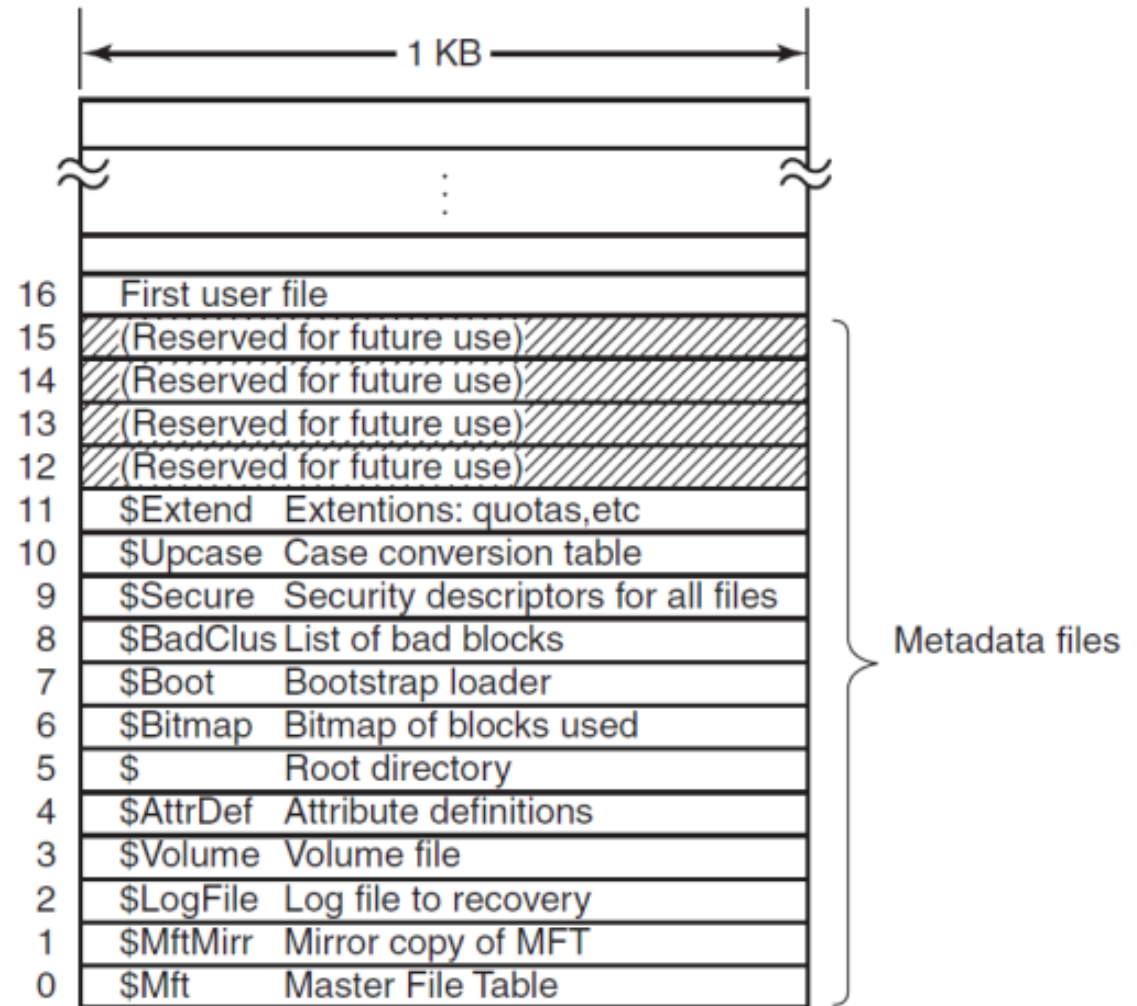 1 KB
16 First user file
15 (Reserved for future use)
14 (Reserved for future use)
13 (Reserved for future use)
12 (Reserved for future use)
11 $Extend Extentions: quotas,etc
10 $Upcase Case conversion table
9 $Secure Security descriptors for all files
8 $BadClus List of bad blocks
7 $Boot Bootstrap loader
6 $Bitmap Bitmap of blocks used
5 $ Root directory
4 $AttrDef Attribute definitions
3 $Volume Volume file
2 $LogFile Log file to recovery
1 $MftMirr Mirror copy of MFT
0 $Mft Master File Table
Metadata files